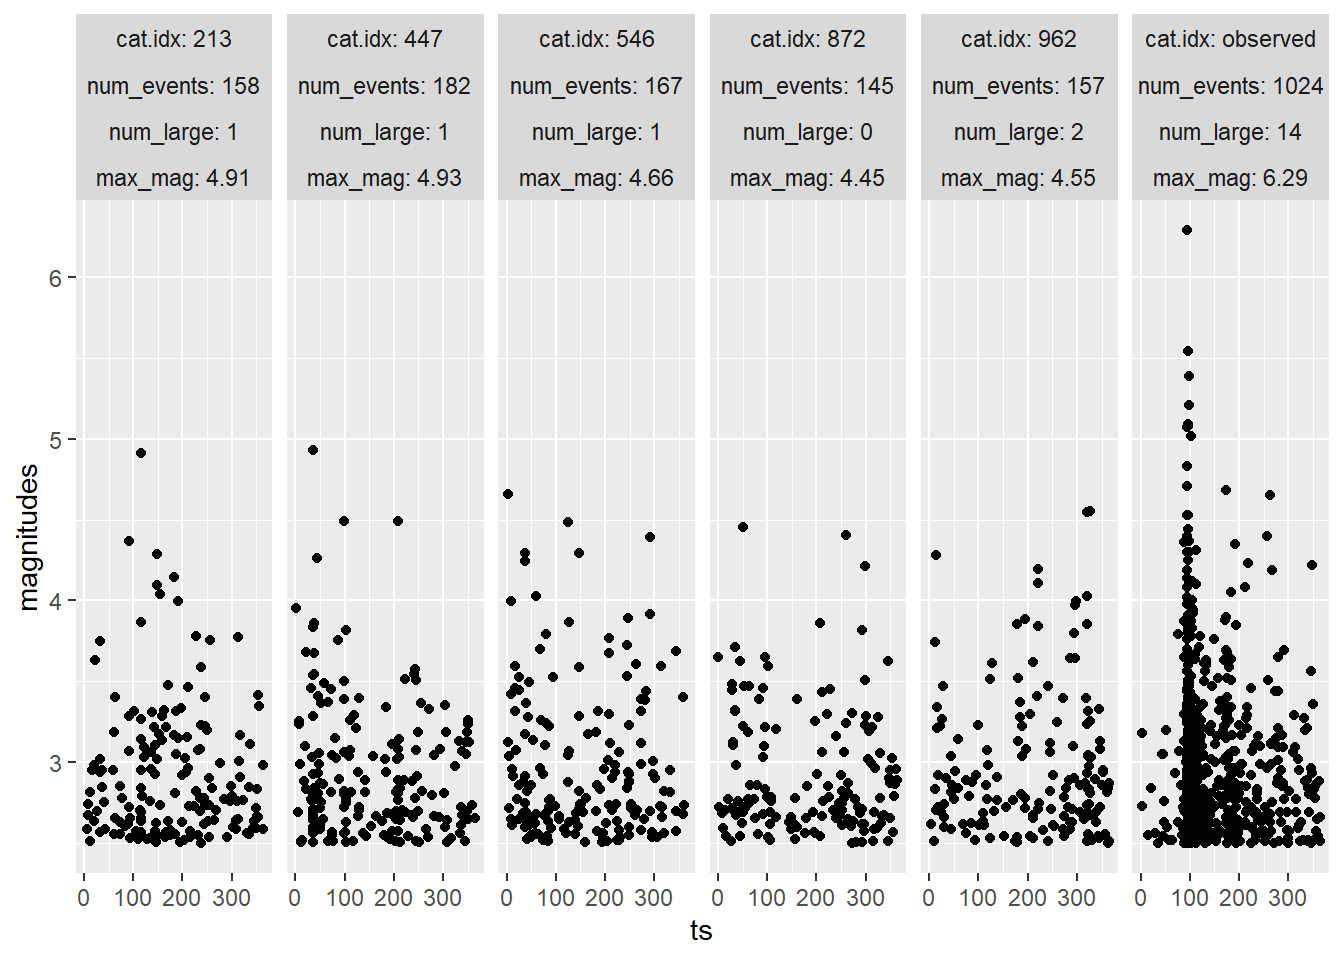 cat.idx: 213
num_events: 158
num_large: 1
max_mag: 4.91
cat.idx: 447
num_events: 182
num_large: 1
max_mag: 4.93
cat.idx: 546
num_events: 167
num_large: 1
max_mag: 4.66
cat.idx: 872
num_events: 145
num_large: 0
max_mag: 4.45
cat.idx: 962
num_events: 157
num_large: 2
max_mag: 4.55
cat.idx: observed
num_events: 1024
num_large: 14
max_mag: 6.29
6
5
4
3
magnitudes
0 100 200 300
0 100 200 300
0 100 200 300
0 100 200 300
0 100 200 300
0 100 200 300
ts